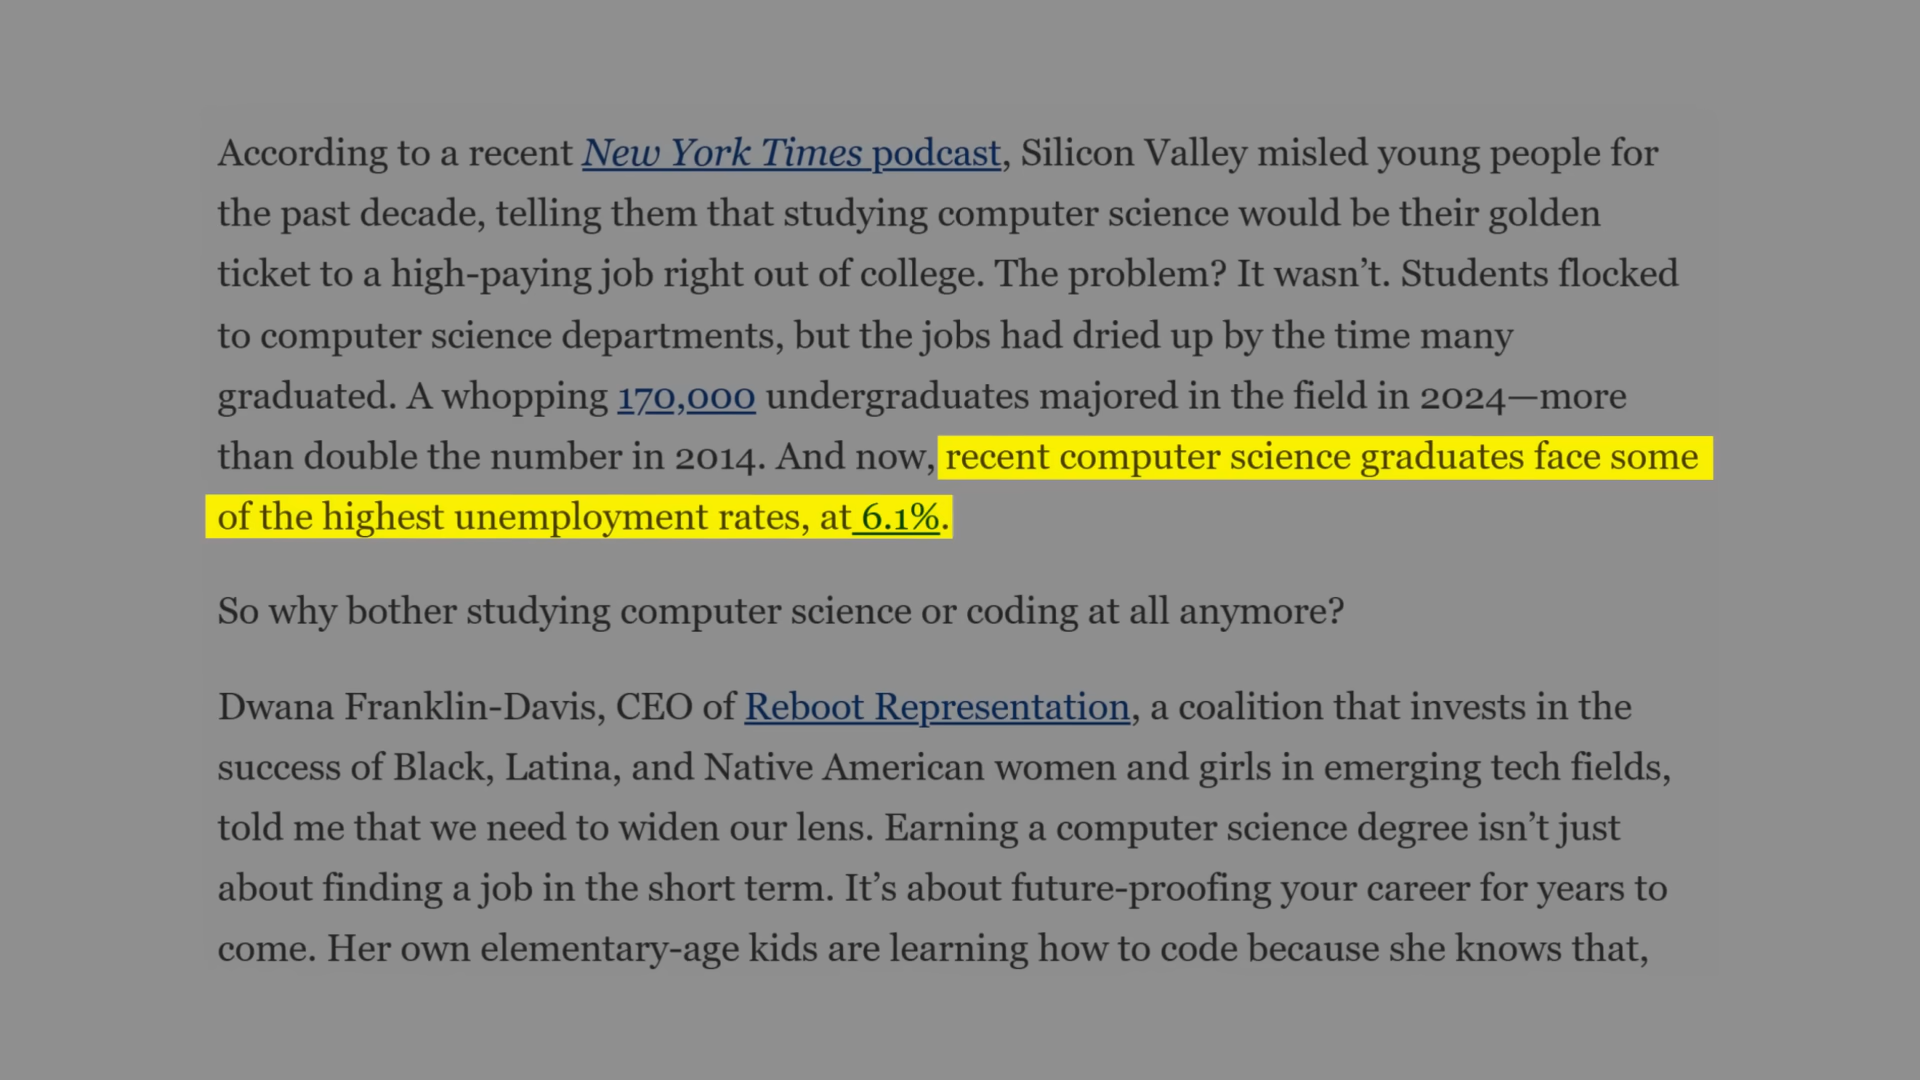 According to a recent New York Times podcast, Silicon Valley misled young people for
the past decade, telling them that studying computer science would be their golden
ticket to a high-paying job right out of college. The problem? It wasn’t. Students flocked
to computer science departments, but the jobs had dried up by the time many
graduated. A whopping 170,000 undergraduates majored in the field in 2024—more
than double the number in 2014. And now, recent computer science graduates face some
of the highest unemployment rates, at 6.1%.
So why bother studying computer science or coding at all anymore?
Dwana Franklin-Davis, CEO of Reboot Representation, a coalition that invests in the
success of Black, Latina, and Native American women and girls in emerging tech fields,
told me that we need to widen our lens. Earning a computer science degree isn’t just
about finding a job in the short term. It’s about future-proofing your career for years to
come. Her own elementary-age kids are learning how to code because she knows that,